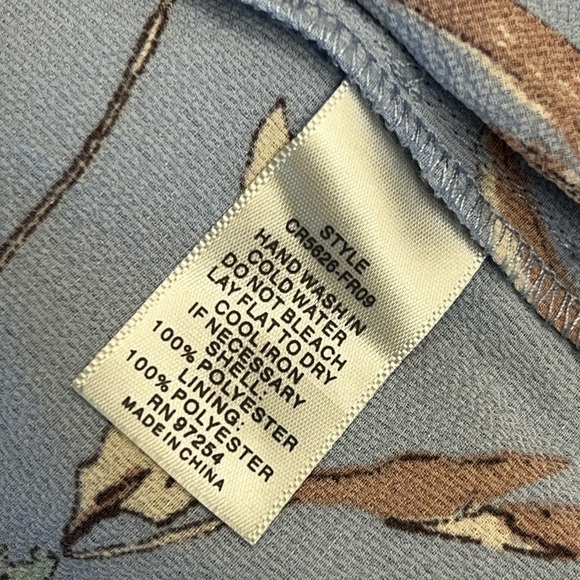 STYLE
CR5626-FR09
HAND WASH IN
COLD WATER
DO NOT BLEACH
LAY FLAT TO DRY
COOL IRON
IF NECESSARY
SHELL:
100% POLYESTER
LINING:
100% POLYESTER
RN 97254
MADE IN CHINA